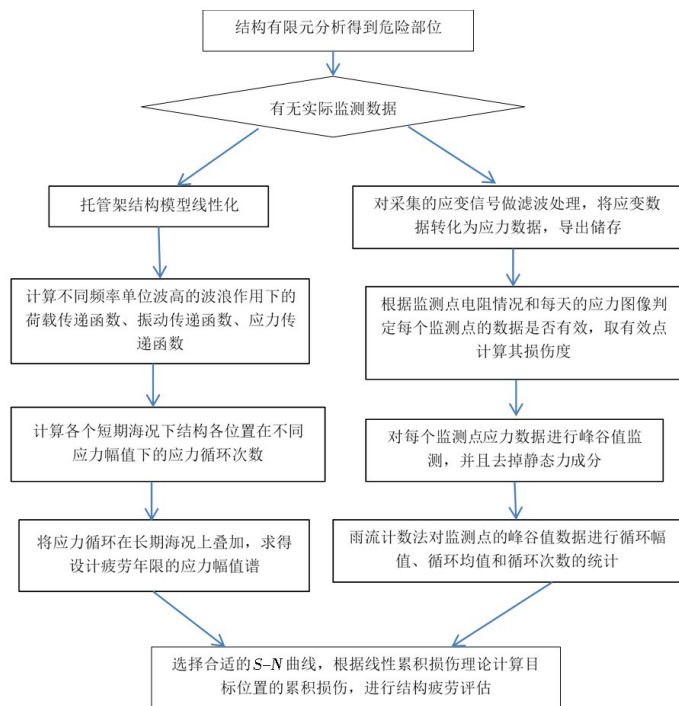 结构有限元分析得到危险部位
有无实际监测数据
托管架结构模型线性化
计算不同频率单位波高的波浪作用下的
荷载传递函数、振动传递函数、应力传
递函数
计算各个短期海况下结构各位置在不同
应力幅值下的应力循环次数
将应力循环在长期海况上叠加，求得
设计疲劳年限的应力幅值谱
对采集的应变信号做滤波处理，将应变数
据转化为应力数据，导出储存
根据监测点电阻情况和每天的应力图像判
定每个监测点的数据是否有效，取有效点
计算其损伤度
对每个监测点应力数据进行峰谷值监
测，并且去掉静态力成分
雨流计数法对监测点的峰谷值数据进行循环幅
值、循环均值和循环次数的统计
选择合适的S–N曲线，根据线性累积损伤理论计算目
标位置的累积损伤，进行结构疲劳评估